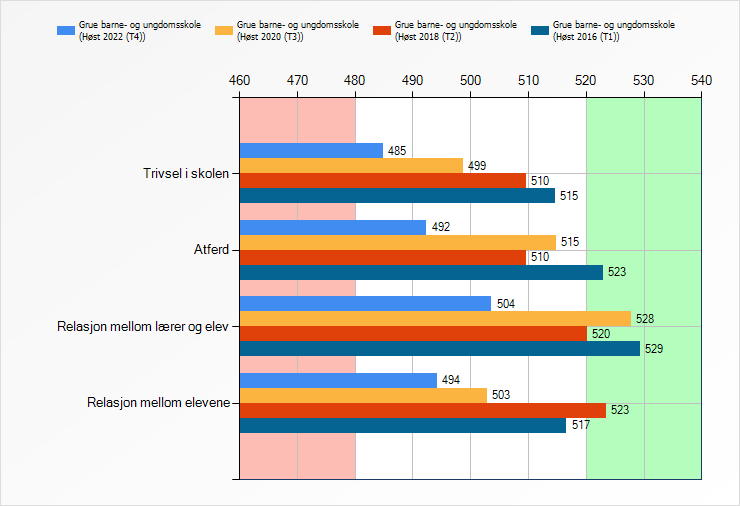 Grue barne- og ungdomsskole
(Høst 2022 (T4))
Grue barne- og ungdomsskole
(Høst 2020 (T3))
Grue barne- og ungdomsskole
(Høst 2018 (T2))
Grue barne- og ungdomsskole
(Høst 2016 (T1))
460 470 480 490 500 510 520 530 540
Trivsel i skolen
485
499
510
515
Atferd
492
515
510
523
Relasjon mellom lærer og elev
504
528
520
529
Relasjon mellom elevene
494
503
523
517